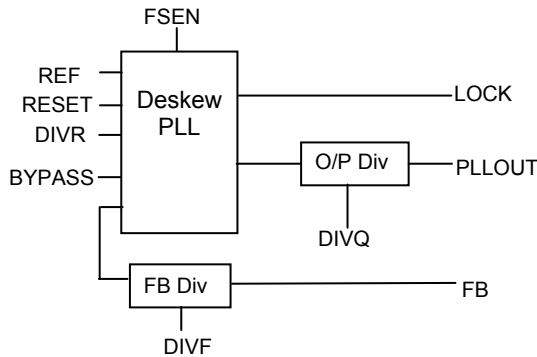 FSEN
REF
RESET
DIVR
BYPASS
Deskew
PLL
LOCK
O/P Div
PLLOUT
DIVQ
FB Div
FB
DIVF